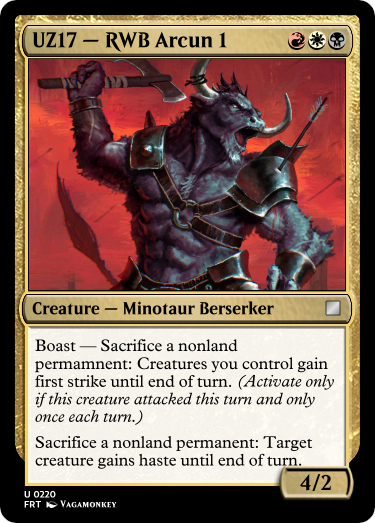 UZ17 — RWB Arcun 1
Creature — Minotaur Berserker
Boast — Sacrifice a nonland
permamnent: Creatures you control gain
first strike until end of turn. (Activate only
if this creature attacked this turn and only
once each turn.)
Sacrifice a nonland permanent: Target
creature gains haste until end of turn.
4/2
U 0220
FRT Vagamonkey